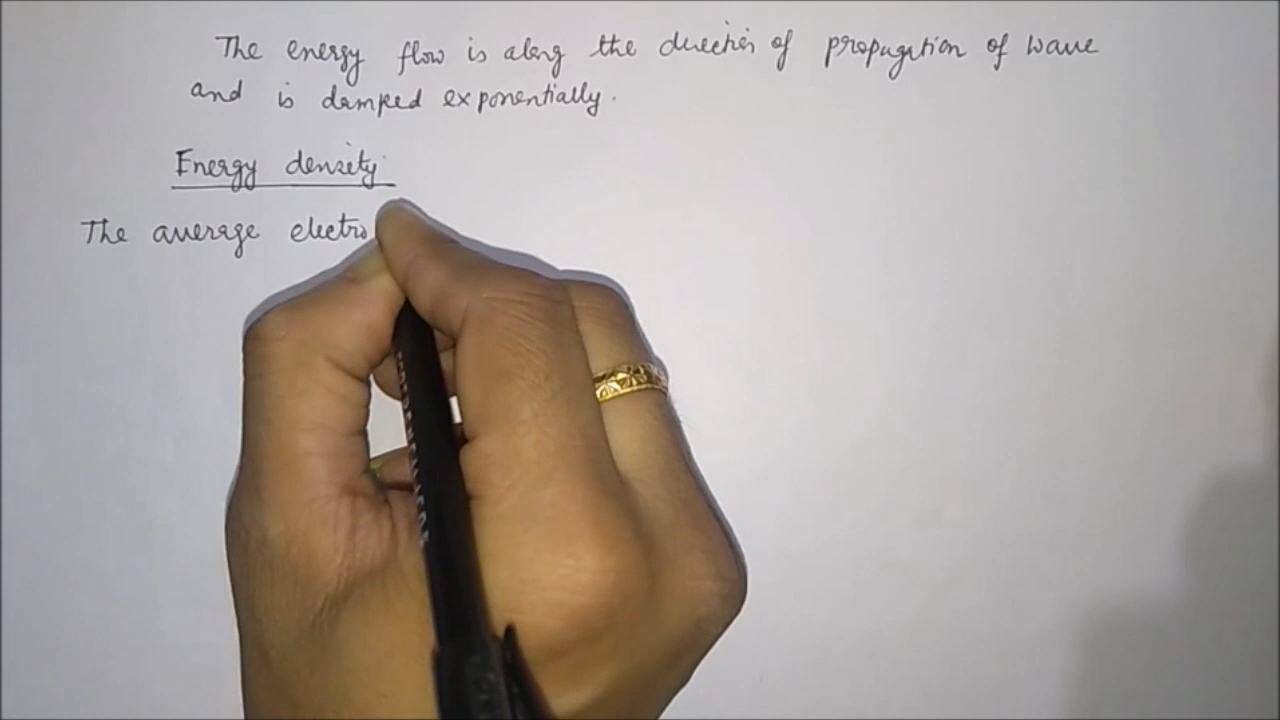 The energy flow is along the direction of propagation of wave
and is damped exponentially.
Energy density
The average electro